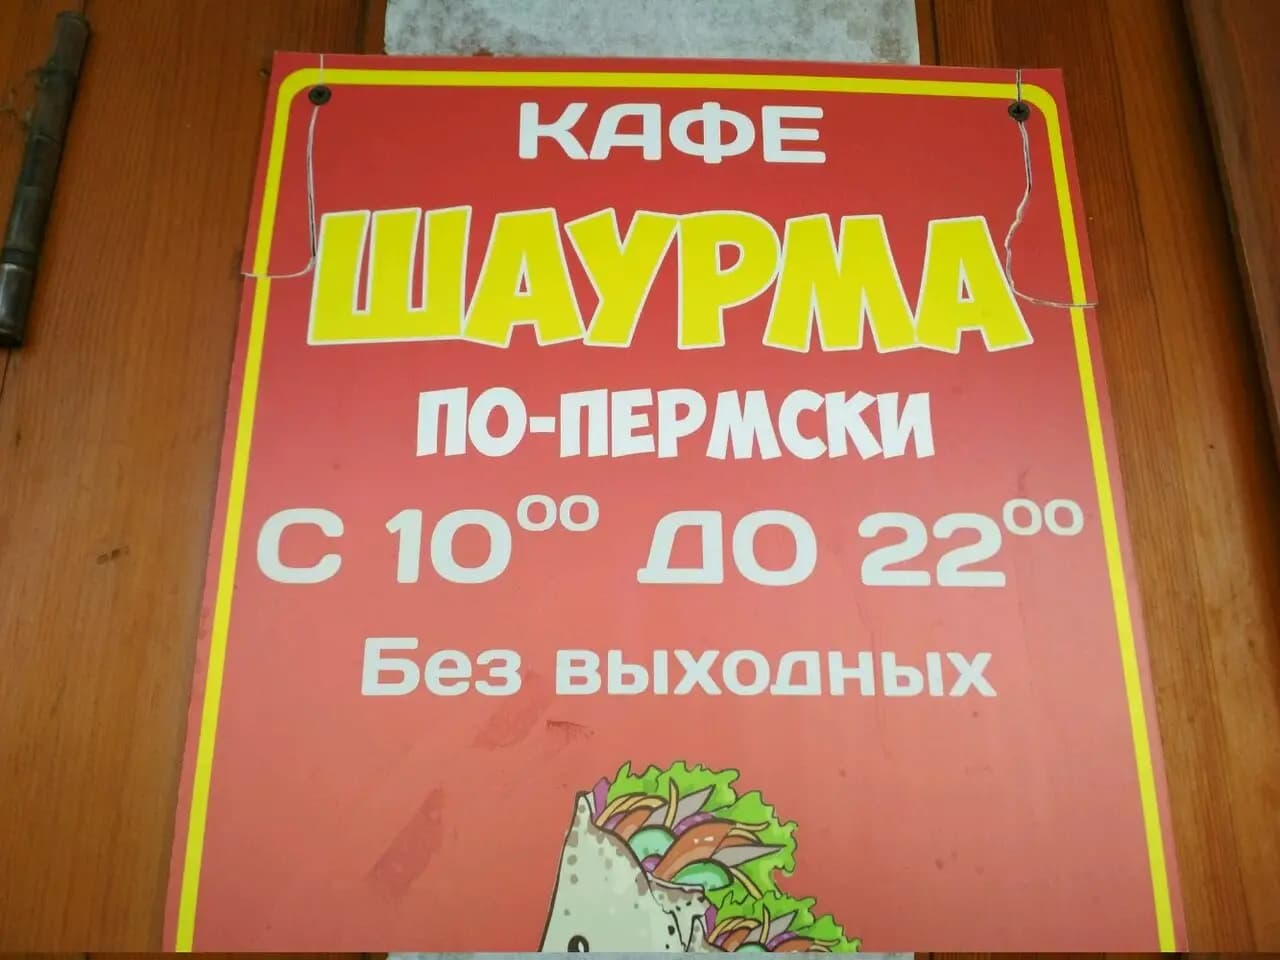 КАФЕ
ШАУРМА
ПО-ПЕРМСКИ
С 10⁰⁰ ДО 22⁰⁰
Без выходных